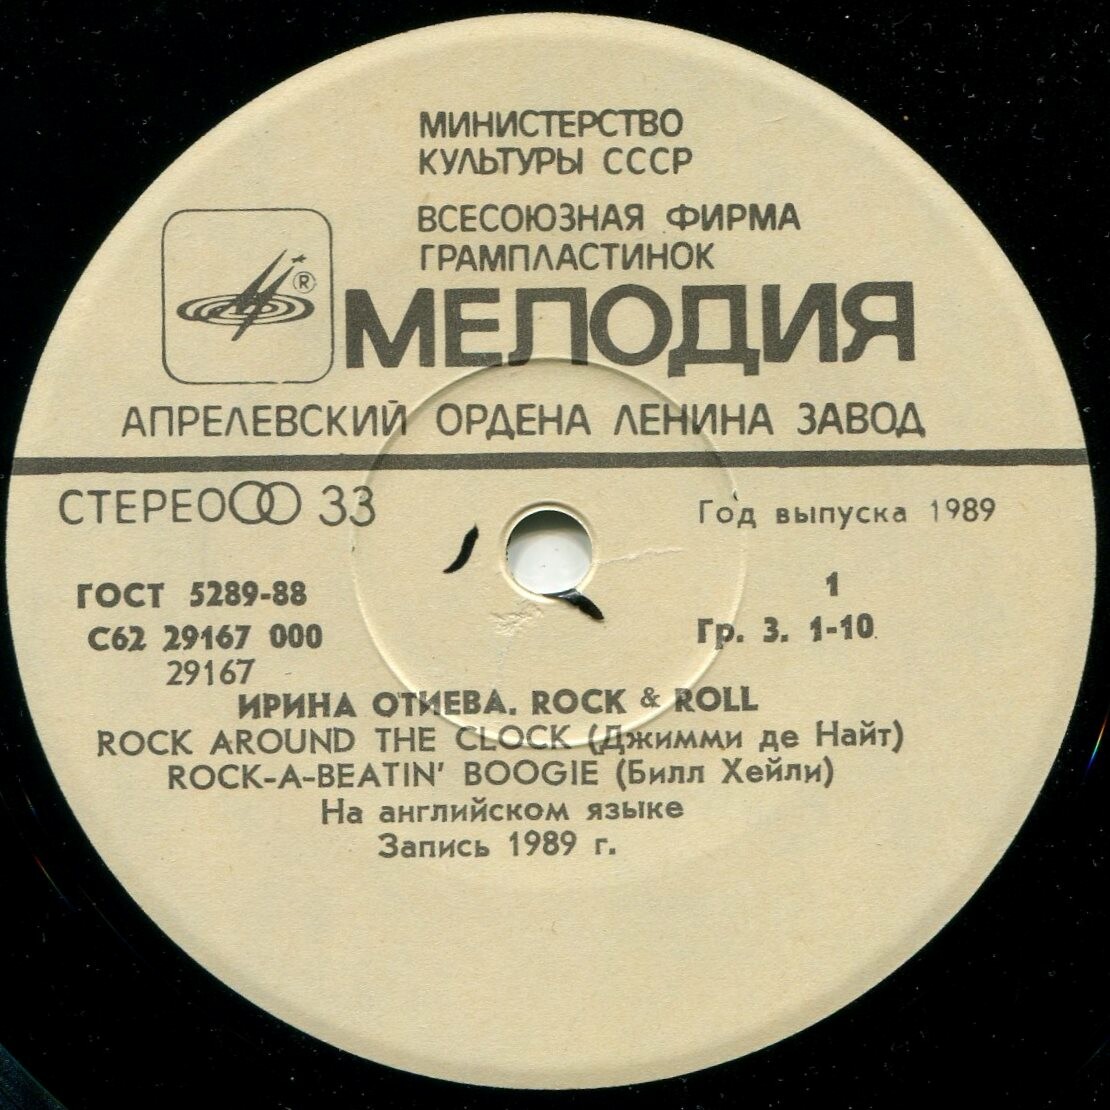 МИНИСТЕРСТВО
КУЛЬТУРЫ СССР
ВСЕСОЮЗНАЯ ФИРМА
ГРАМПЛАСТИНОК
®
МЕЛОДИЯ
АПРЕЛЕВСКИЙ ОРДЕНА ЛЕНИНА ЗАВОД
СТЕРЕО 33
Год выпуска 1989
ГОСТ 5289-88
1
С62 29167 000
Гр. 3. 1-10
29167
ИРИНА ОТИЕВА. ROCK & ROLL
ROCK AROUND THE CLOCK (Джимми де Найт)
ROCK-A-BEATIN' BOOGIE (Билл Хейли)
На английском языке
Запись 1989 г.